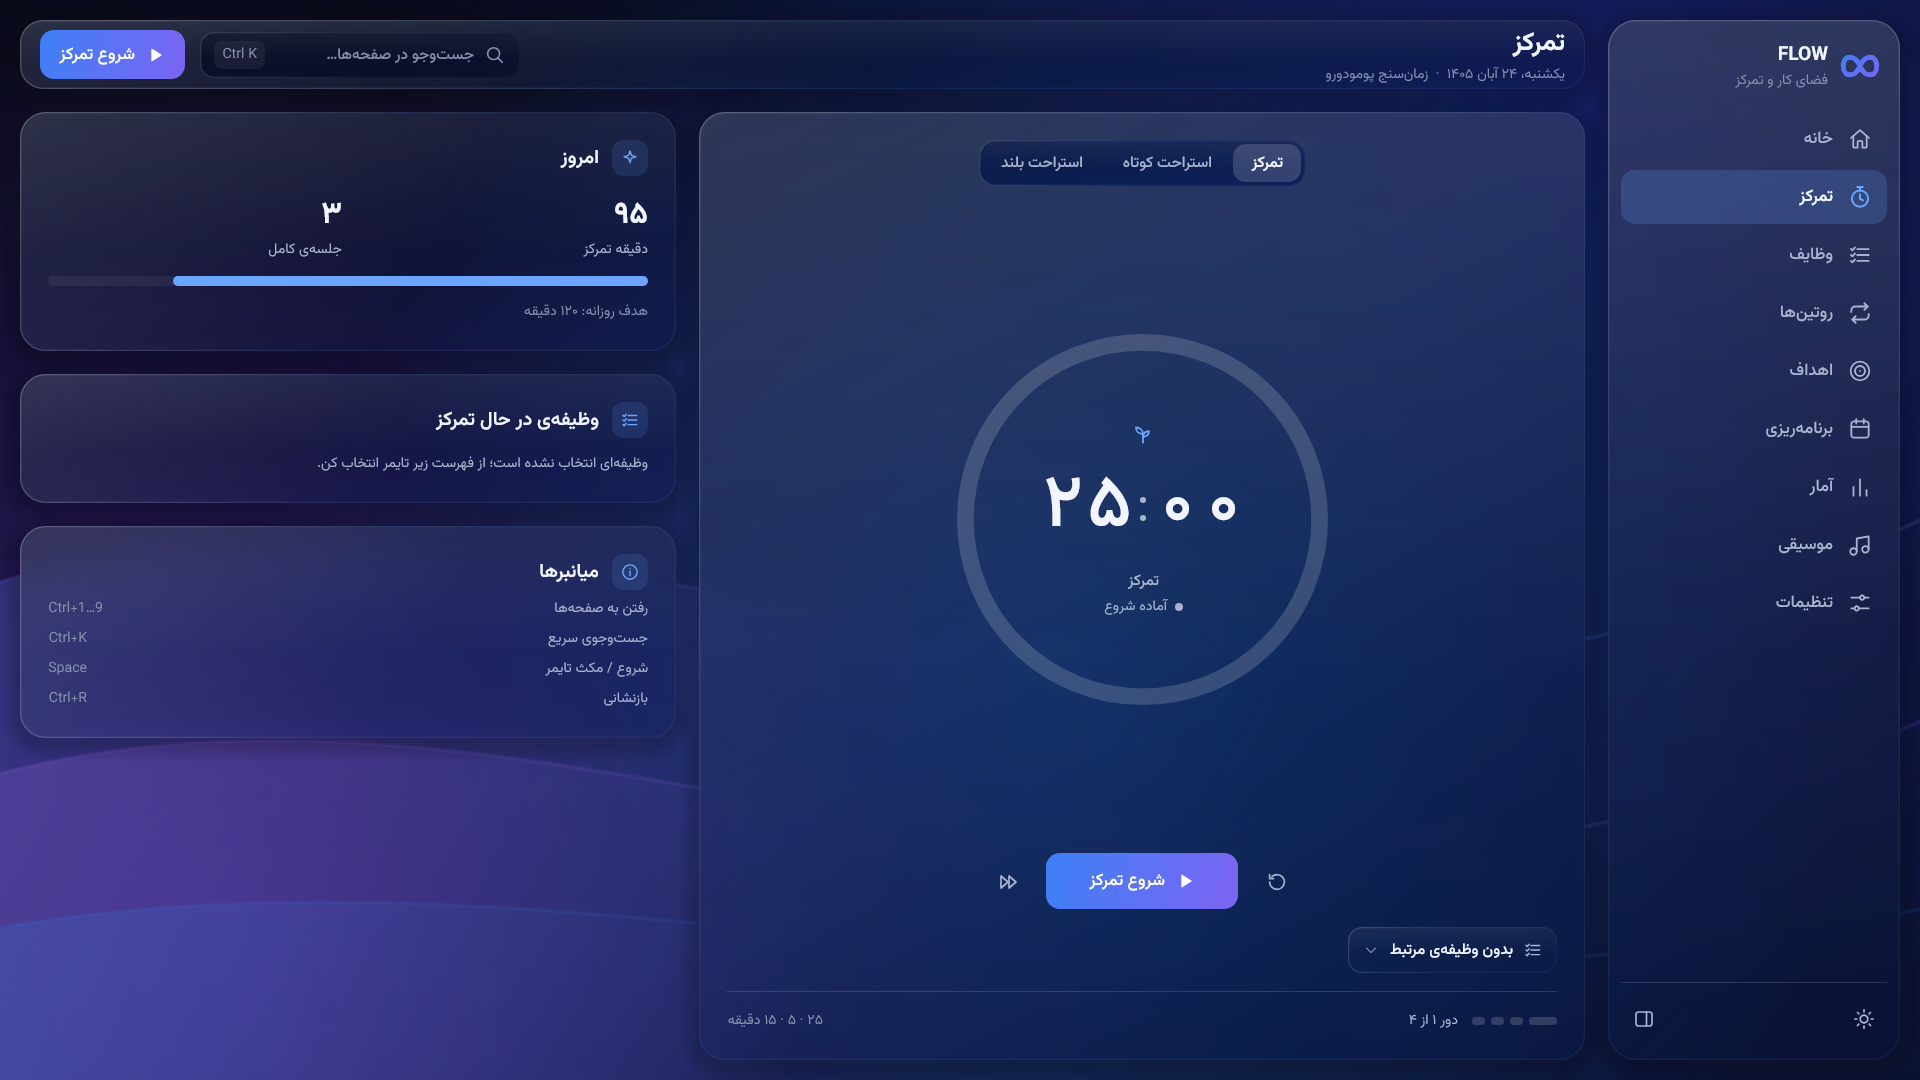 FLOW
فضای کار و تمرکز
خانه
تمرکز
وظایف
روتین‌ها
اهداف
برنامه‌ریزی
آمار
موسیقی
تنظیمات
تمرکز
یکشنبه، ۲۴ آبان ۱۴۰۵ · زمان‌سنج پومودورو
جست‌وجو در صفحه‌ها... Ctrl K
شروع تمرکز
تمرکز استراحت کوتاه استراحت بلند
۲۵:۰۰
تمرکز
آماده شروع
شروع تمرکز
بدون وظیفه‌ی مرتبط
دور ۱ از ۴
۲۵ · ۵ · ۱۵ دقیقه
امروز
۹۵ ۳
دقیقه تمرکز جلسه‌ی کامل
هدف روزانه: ۱۲۰ دقیقه
وظیفه‌ی در حال تمرکز
وظیفه‌ای انتخاب نشده است؛ از فهرست زیر تایمر انتخاب کن.
میانبرها
رفتن به صفحه‌ها Ctrl+1…9
جست‌وجوی سریع Ctrl+K
شروع / مکث تایمر Space
بازنشانی Ctrl+R